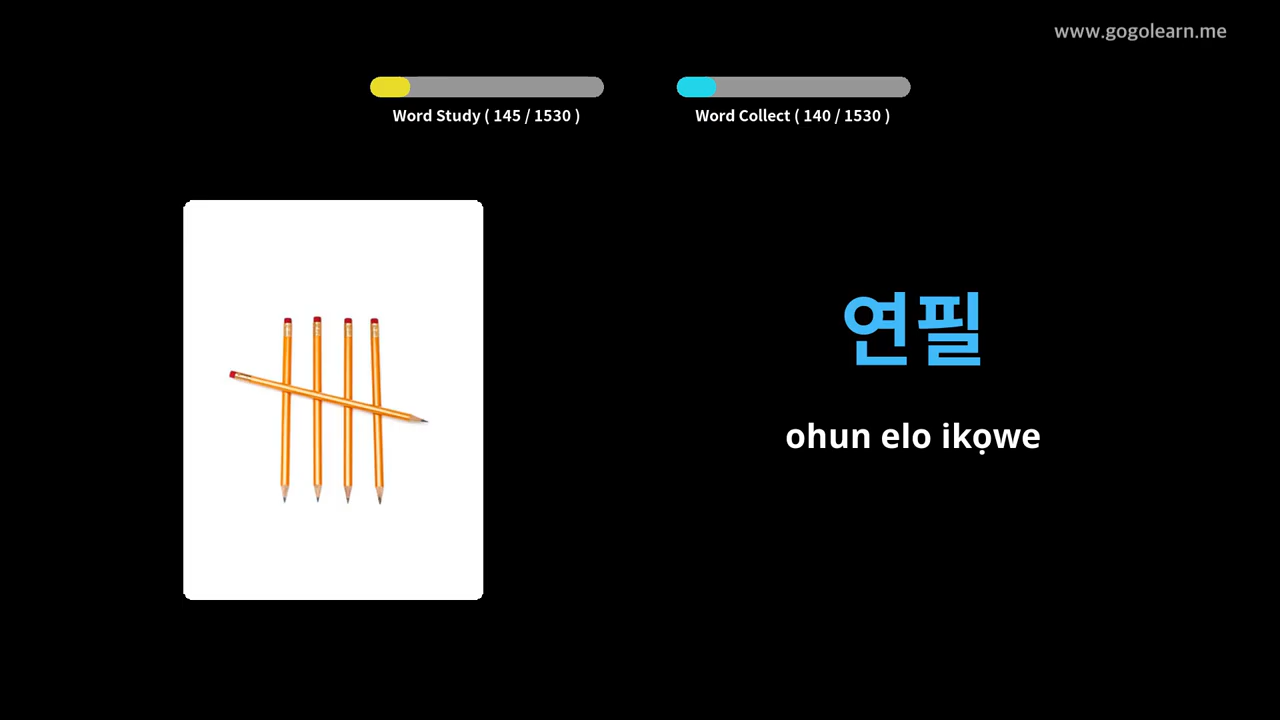 www.gogolearn.me
Word Study ( 145 / 1530 )
Word Collect ( 140 / 1530 )
연필
ohun elo ikọwe